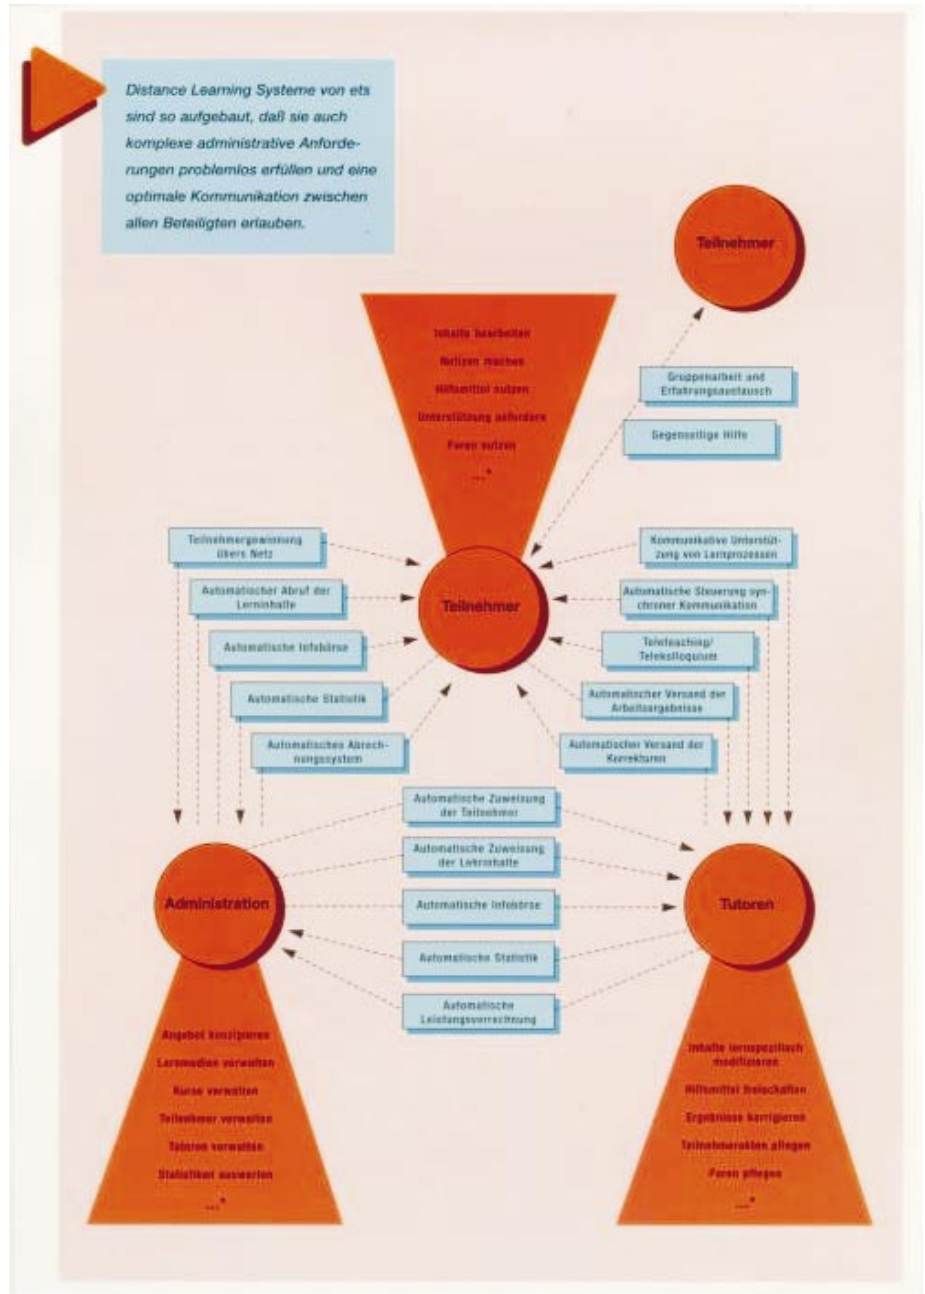 Distance Learning Systeme von ets
sind so aufgebaut, daß sie auch
komplexe administrative Anforde-
rungen problemlos erfüllen und eine
optimale Kommunikation zwischen
allen Beteiligten erlauben.
Teilnehmer
Inhalte bearbeiten
Notizen machen
Hilfsmittel nutzen
Unterstützung anfordern
Foren nutzen
...*
Gruppenarbeit und
Erfahrungsaustausch
Gegenseitige Hilfe
Teilnehmergewinnung
übers Netz
Kommunikative Unterstüt-
zung von Lernprozessen
Automatischer Abruf der
Lerninhalte
Teilnehmer
Automatische Steuerung syn-
chroner Kommunikation
Automatische Infobörse
Teleteaching/
Telekolloquium
Automatische Statistik
Automatischer Versand der
Arbeitsergebnisse
Automatisches Abrech-
nungssystem
Automatischer Versand der
Korrekturen
Automatische Zuweisung
der Teilnehmer
Automatische Zuweisung
der Lehrinhalte
Administration
Automatische Infobörse
Tutoren
Automatische Statistik
Automatische
Leistungsverrechnung
Angebot konzipieren
Lernmedien verwalten
Kurse verwalten
Teilnehmer verwalten
Tutoren verwalten
Statistiken auswerten
...*
Inhalte lernspezifisch
modifizieren
Hilfsmittel freischalten
Ergebnisse korrigieren
Teilnehmerakten pflegen
Foren pflegen
...*